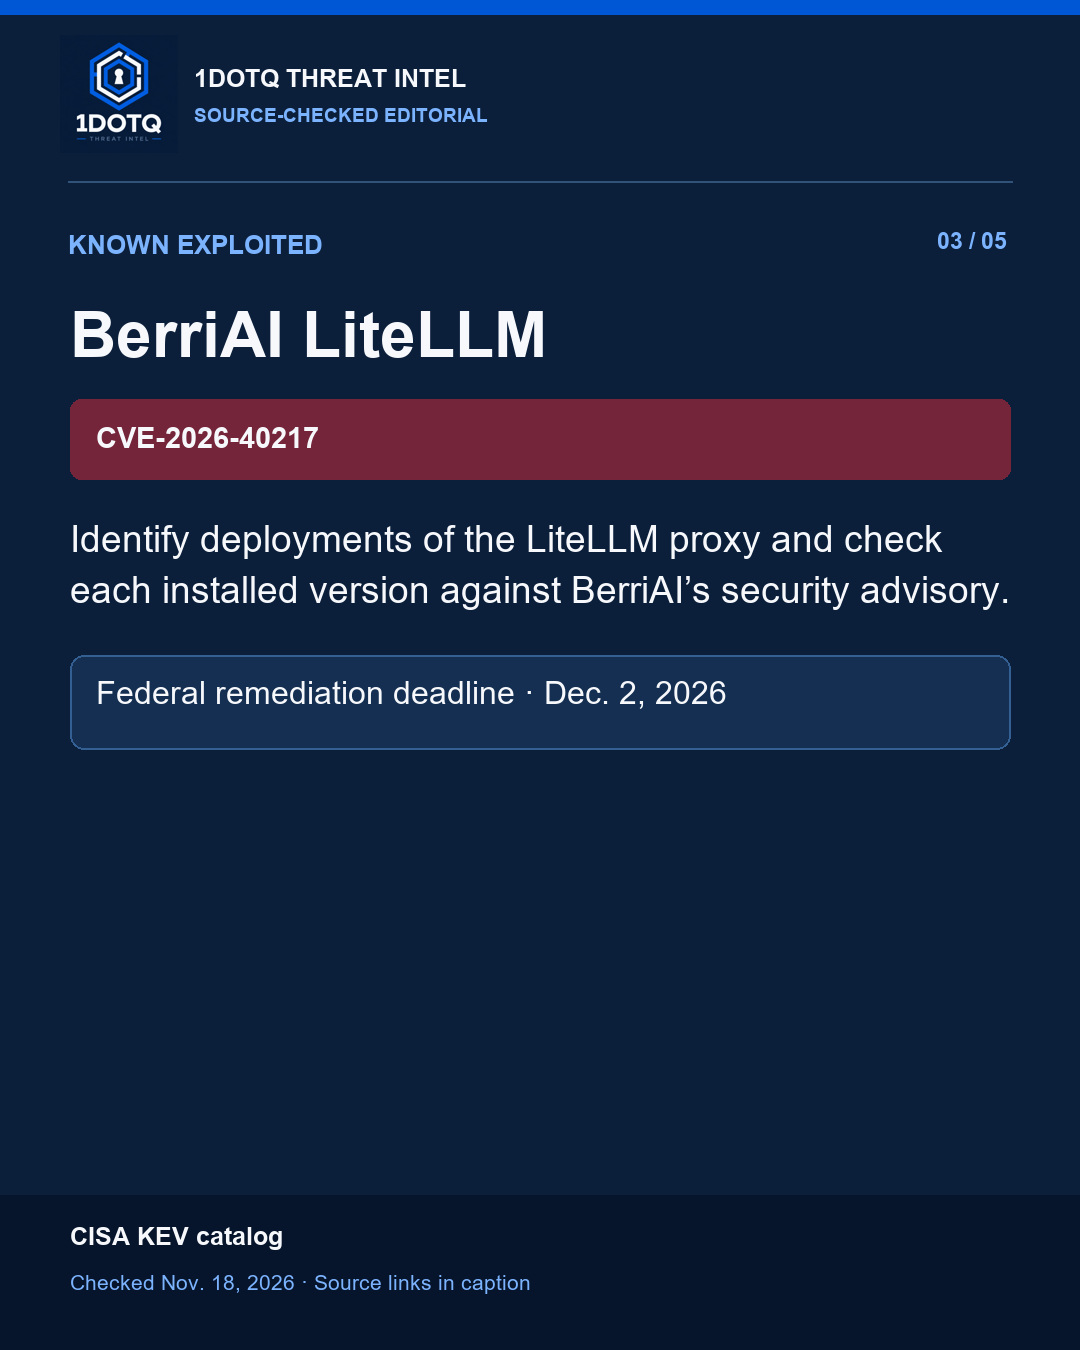 1DOTQ
THREAT INTEL
1DOTQ THREAT INTEL
SOURCE-CHECKED EDITORIAL
KNOWN EXPLOITED
03 / 05
BerriAI LiteLLM
CVE-2026-40217
Identify deployments of the LiteLLM proxy and check
each installed version against BerriAI’s security advisory.
Federal remediation deadline · Dec. 2, 2026
CISA KEV catalog
Checked Nov. 18, 2026 · Source links in caption